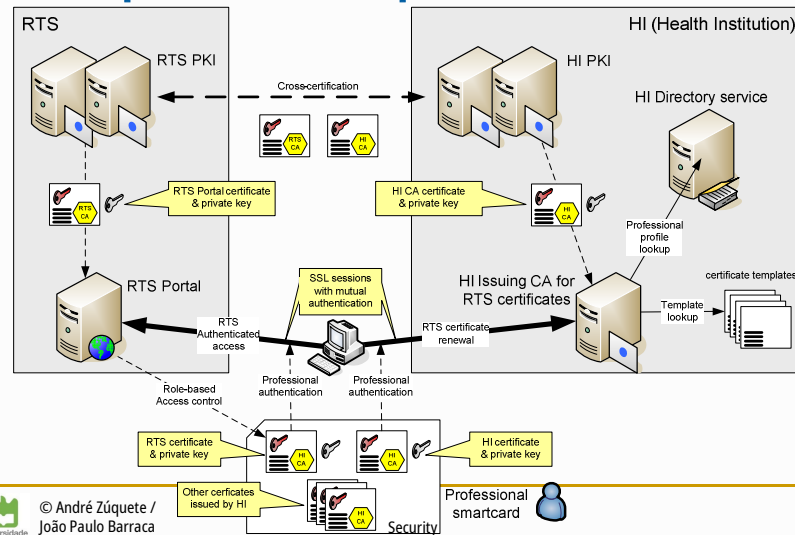 RTS
HI (Health Institution)
RTS PKI
HI PKI
Cross-certification
HI Directory service
RTS
CA
HI
CA
RTS
CA
RTS Portal certificate
& private key
HI CA certificate
& private key
HI
CA
Professional
profile
lookup
RTS Portal
SSL sessions
with mutual
authentication
HI Issuing CA for
RTS certificates
certificate templates
Template
lookup
RTS
Authenticated
access
RTS certificate
renewal
Professional
authentication
Professional
authentication
Role-based
Access control
RTS certificate
& private key
HI
CA
HI
CA
HI certificate
& private key
Other cerficates
issued by HI
HI
CA
Professional
smartcard
© André Zúquete /
João Paulo Barraca
Security